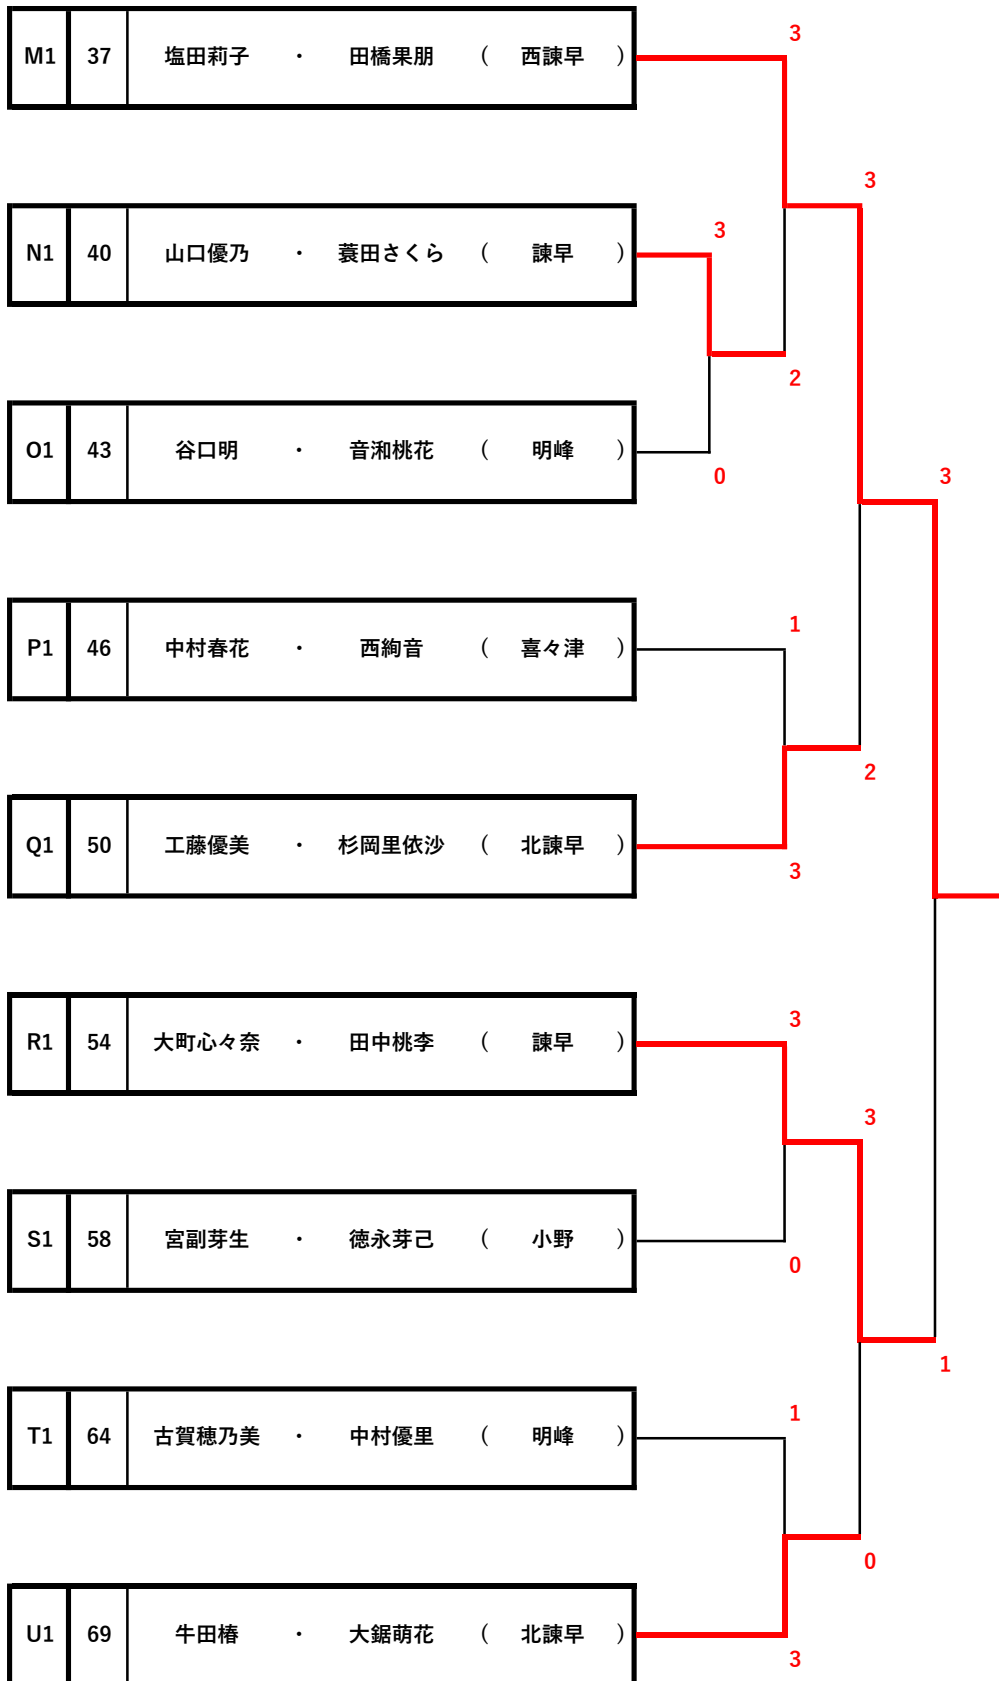 3
M1 37 塩田莉子 ・ 田橋果朋 ( 西諫早 )
3
3
N1 40 山口優乃 ・ 蓑田さくら ( 諫早 )
2
O1 43 谷口明 ・ 音洳桃花 ( 明峰 )
0
3
1
P1 46 中村春花 ・ 西絢音 ( 喜々津 )
2
Q1 50 工藤優美 ・ 杉岡里依沙 ( 北諫早 )
3
3
R1 54 大町心々奈 ・ 田中桃李 ( 諫早 )
3
S1 58 宮副芽生 ・ 徳永芽己 ( 小野 )
0
1
1
T1 64 古賀穂乃美 ・ 中村優里 ( 明峰 )
0
U1 69 牛田椿 ・ 大鋸萌花 ( 北諫早 )
3